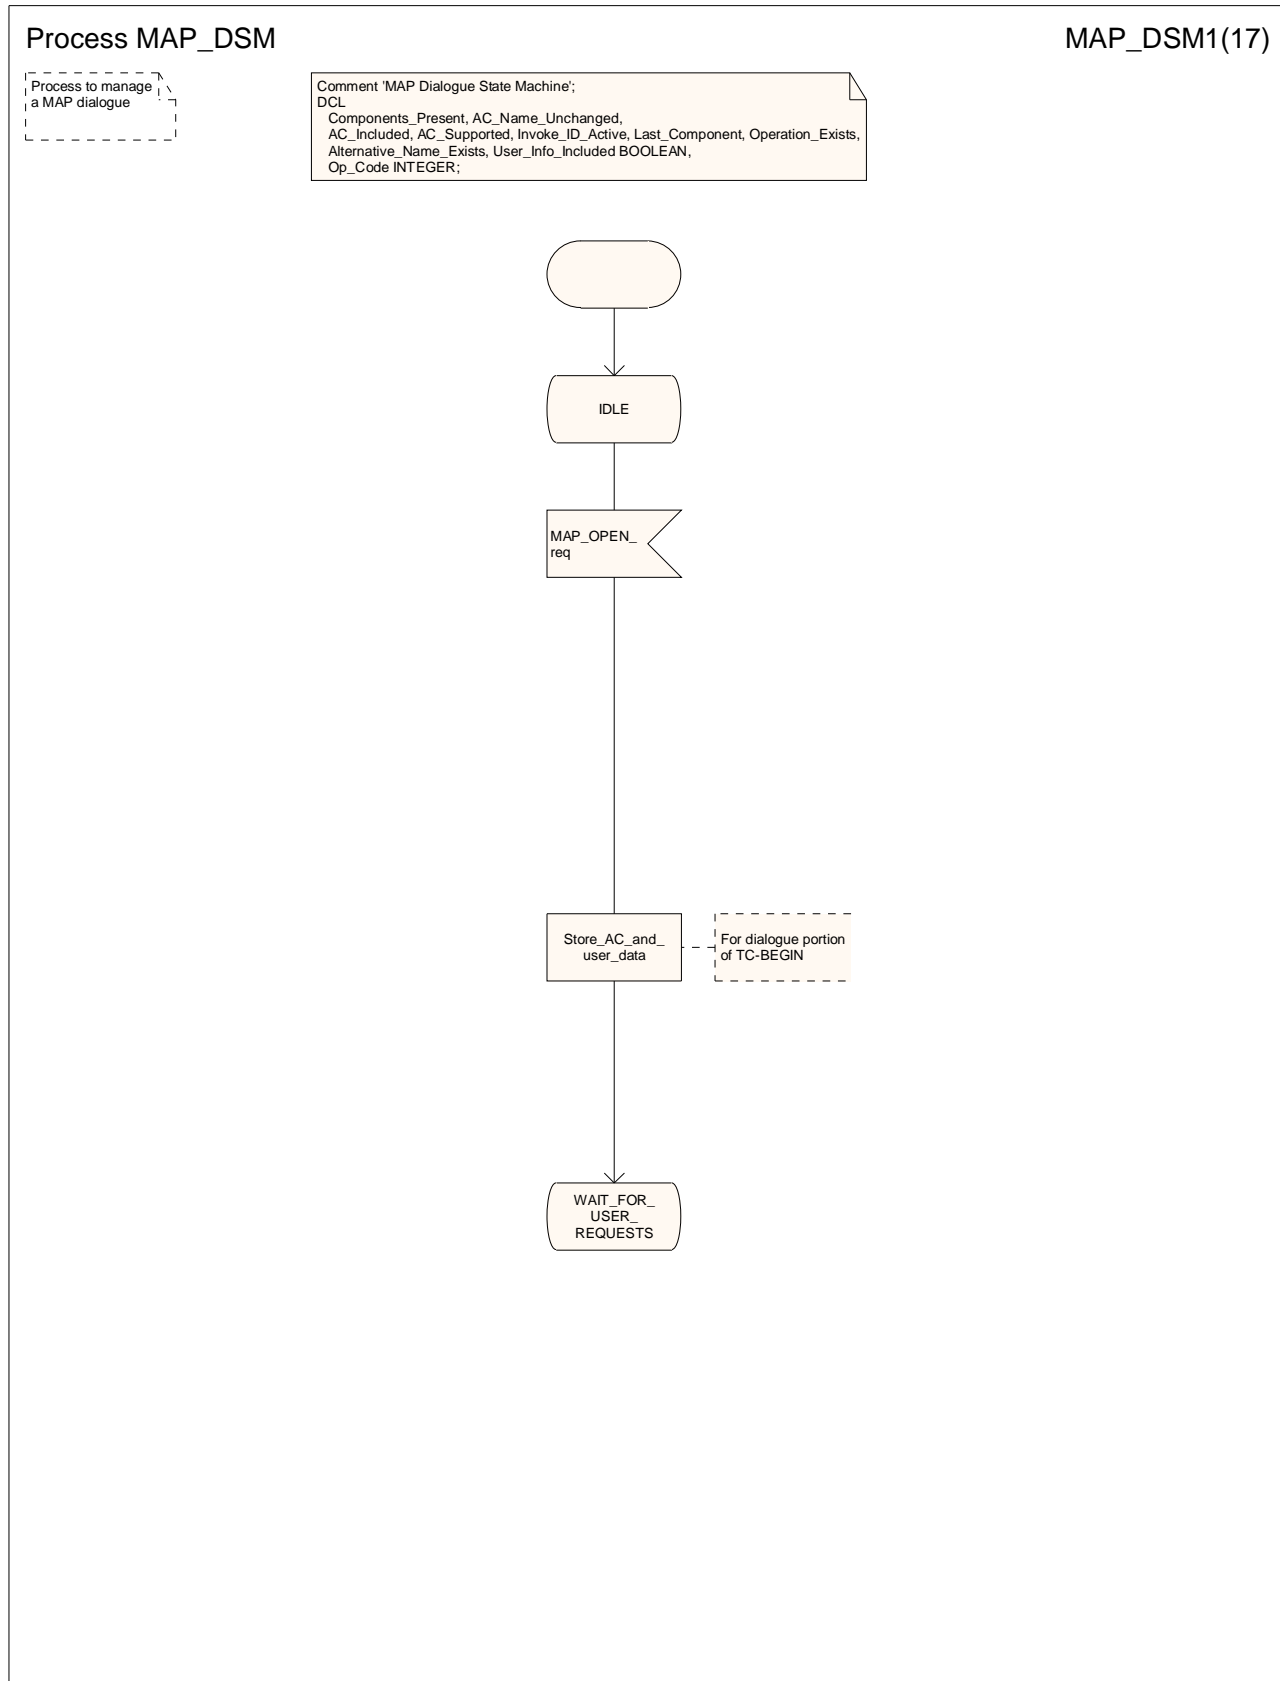 Process MAP_DSM
MAP_DSM1(17)
Process to manage
a MAP dialogue
Comment 'MAP Dialogue State Machine';
DCL
Components_Present, AC_Name_Unchanged,
AC_Included, AC_Supported, Invoke_ID_Active, Last_Component, Operation_Exists,
Alternative_Name_Exists, User_Info_Included BOOLEAN,
Op_Code INTEGER;
IDLE
MAP_OPEN_
req
Store_AC_and_
user_data
For dialogue portion
of TC-BEGIN
WAIT_FOR_
USER_
REQUESTS